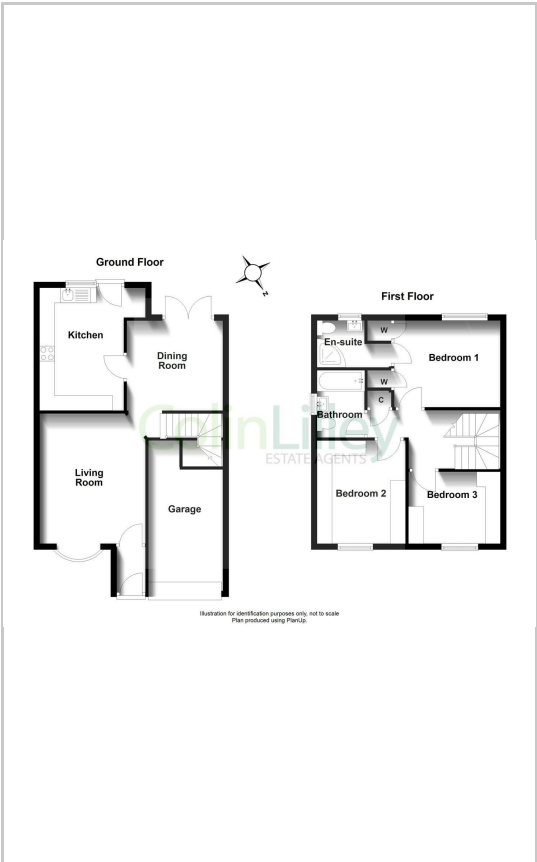 Ground Floor
Kitchen
Dining
Room
Living
Room
Garage
N
First Floor
En-suite
W
Bedroom 1
W
C
Bathroom
Bedroom 2
Bedroom 3
ColinLilley
ESTATE AGENTS
Illustration for identification purposes only, not to scale
Plan produced using PlanUp.